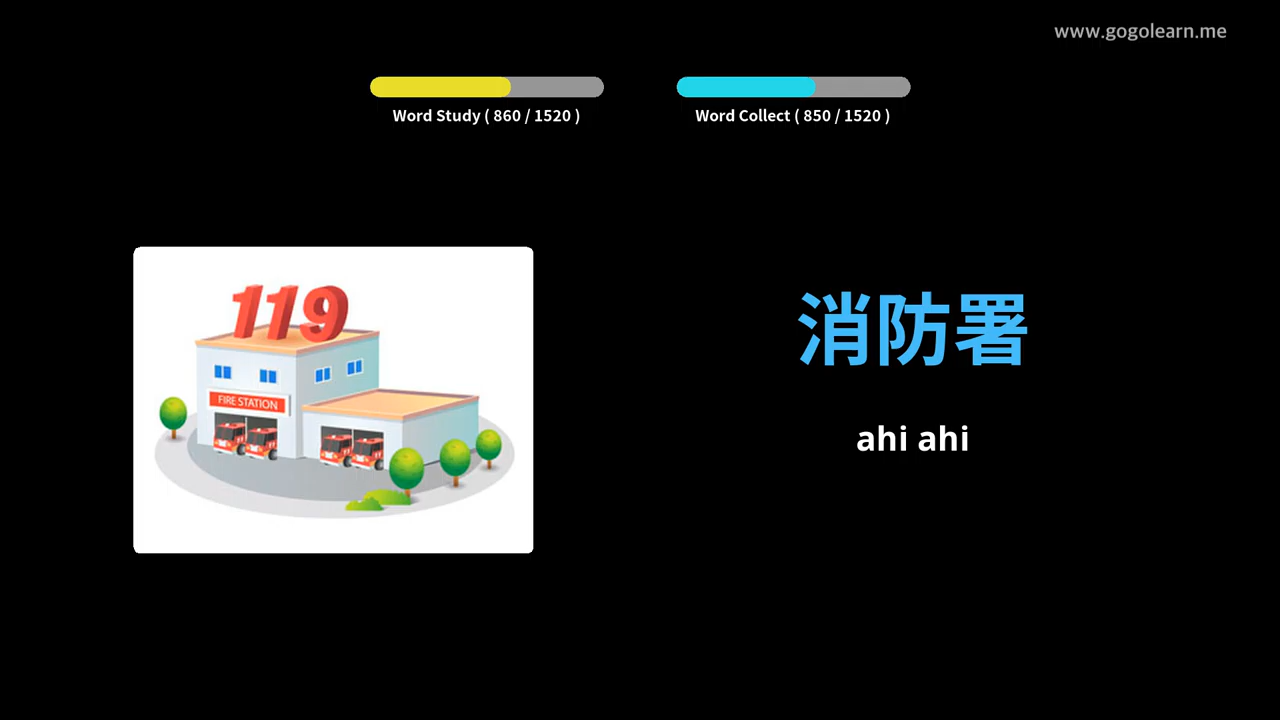 www.gogolearn.me
Word Study ( 860 / 1520 )
Word Collect ( 850 / 1520 )
119
FIRE STATION
消防署
ahi ahi